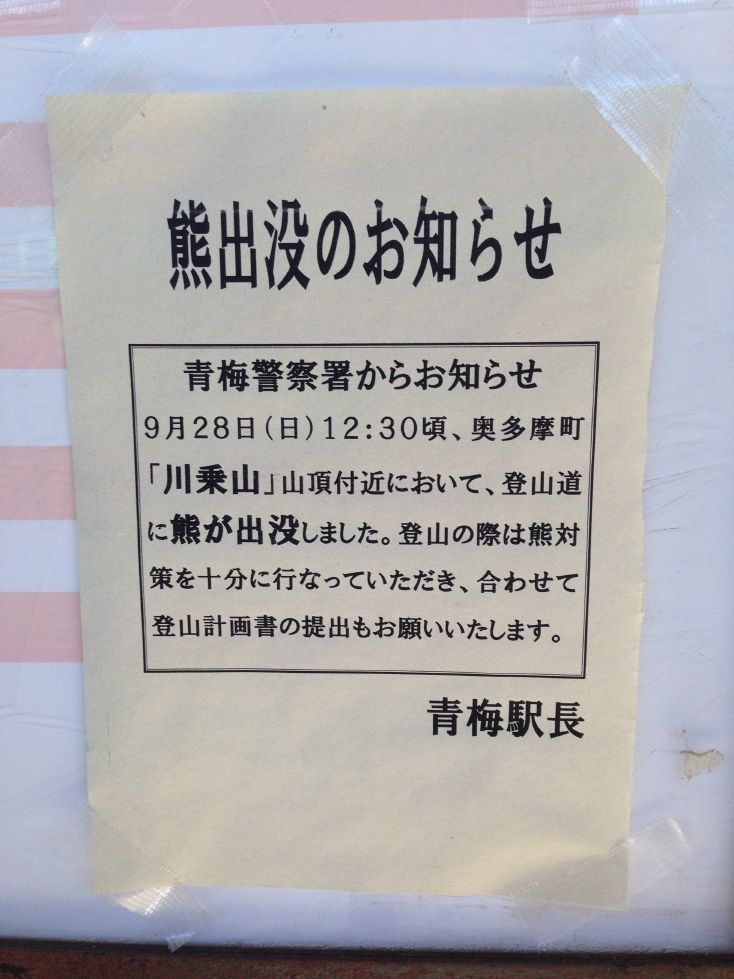 熊出没のお知らせ
青梅警察署からお知らせ
9月28日(日)12:30頃、奥多摩町
「川乗山」山頂付近において、登山道
に熊が出没しました。登山の際は熊対
策を十分に行なっていただき、合わせて
登山計画書の提出もお願いいたします。
青梅駅長